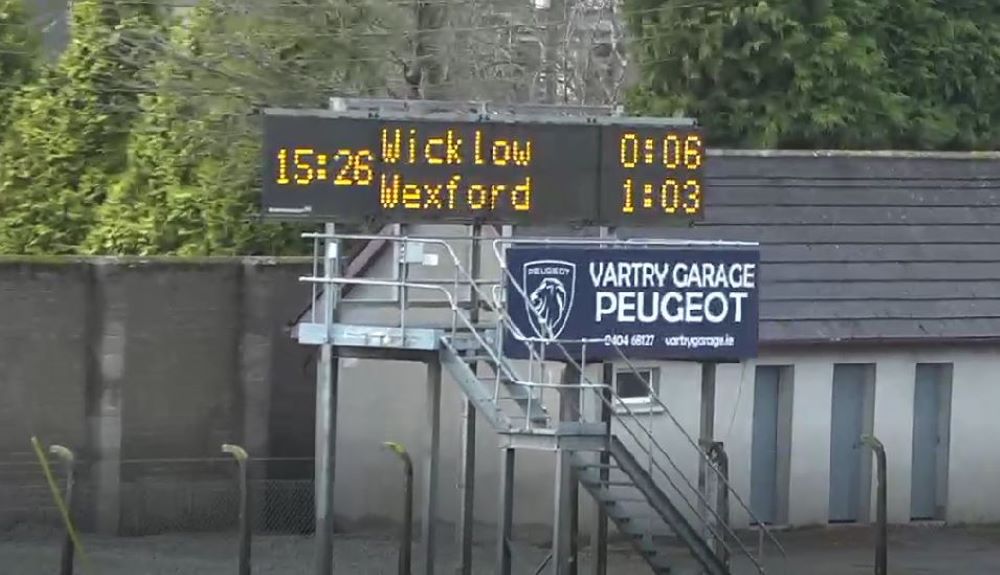 15:26
Wicklow 0:06
Wexford 1:03
PEUGEOT
VARTRY GARAGE
PEUGEOT
0404 68127 vartrygarage.ie